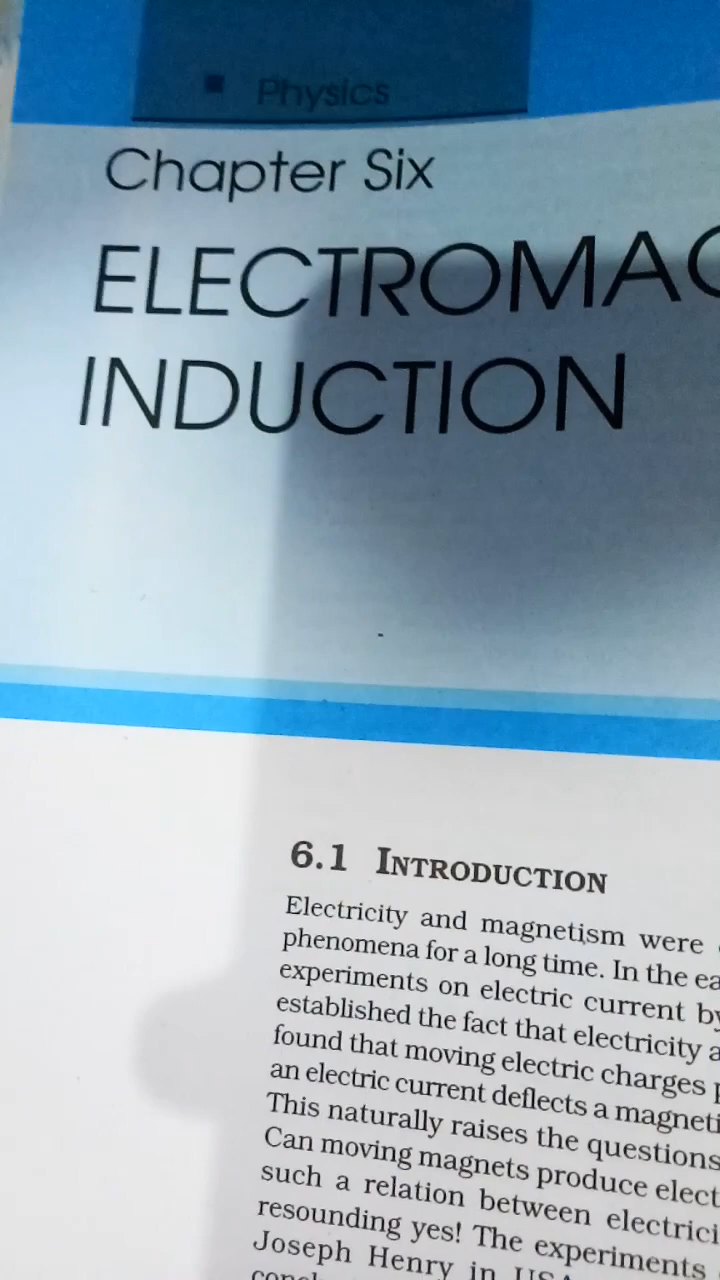 Physics
Chapter Six
ELECTROMAG
INDUCTION
6.1 INTRODUCTION
Electricity and magnetism were
phenomena for a long time. In the ea
experiments on electric current by
established the fact that electricity a
found that moving electric charges p
an electric current deflects a magneti
This naturally raises the questions
Can moving magnets produce elect
such a relation between electrici
resounding yes! The experiments
Joseph Henry in USA